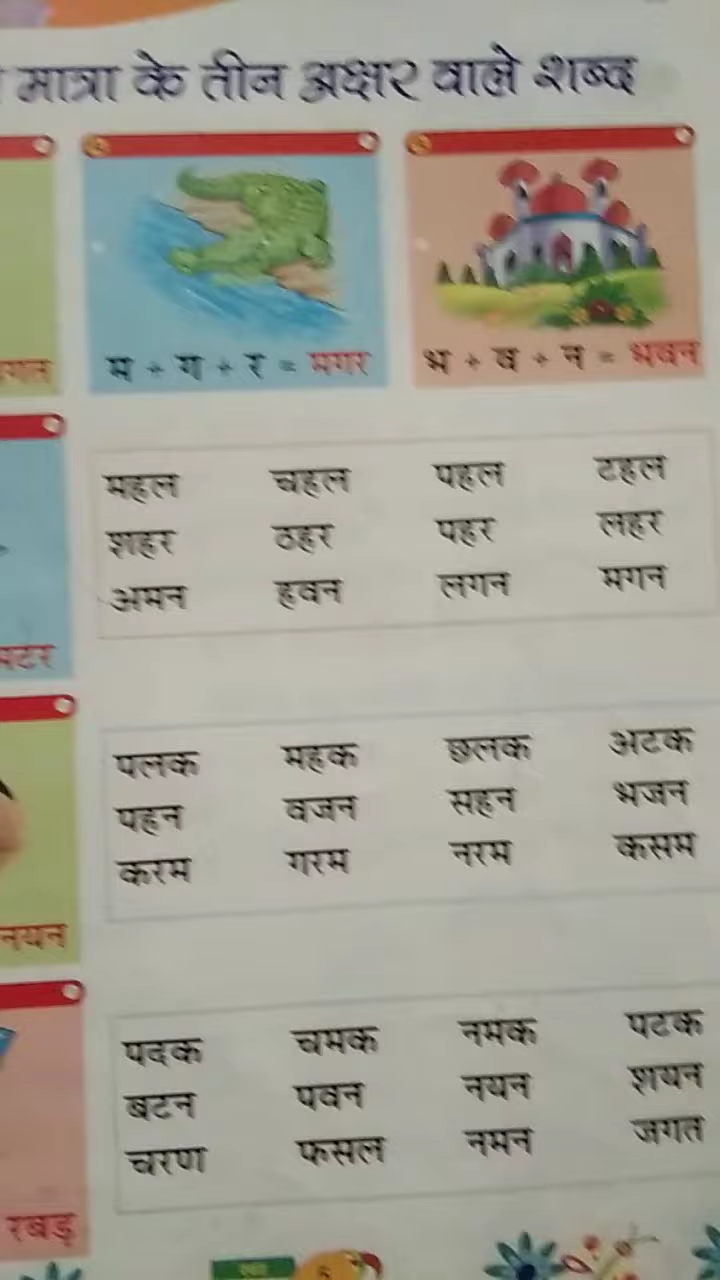 मात्रा के तीन अक्षर वाले शब्द
म + ग + र = मगर
भ + व + न = भवन
महल चहल पहल टहल
शहर ठहर पहर लहर
अमन हवन लगन मगन
पलक महक छलक अटक
पहन वजन सहन भजन
करम गरम नरम कसम
नयन
पदक चमक नमक पटक
बटन पवन नयन शयन
चरण फसल नमन जगत
रबड़